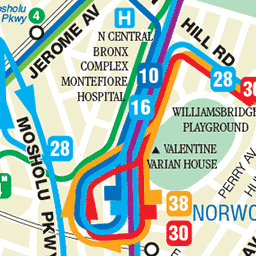 Mosholu
Pkwy
4
JEROME AV
H
N CENTRAL
BRONX
COMPLEX
MONTEFIORE
HOSPITAL
HILL RD
10
16
28
30
WILLIAMSBRIDGE
PLAYGROUND
28
MOSHOLU PKWY
VALENTINE
VARIAN HOUSE
PERRY AV
38
30